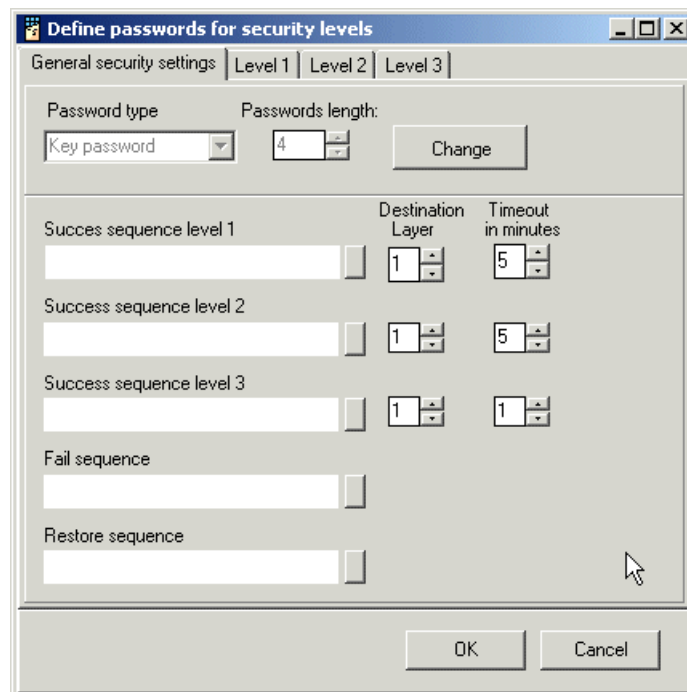 Define passwords for security levels
General security settings Level 1 Level 2 Level 3
Password type Passwords length:
Key password 4 Change
Destination Layer Timeout in minutes
Succes sequence level 1
1 5
Success sequence level 2
1 5
Success sequence level 3
1 1
Fail sequence
Restore sequence
OK Cancel